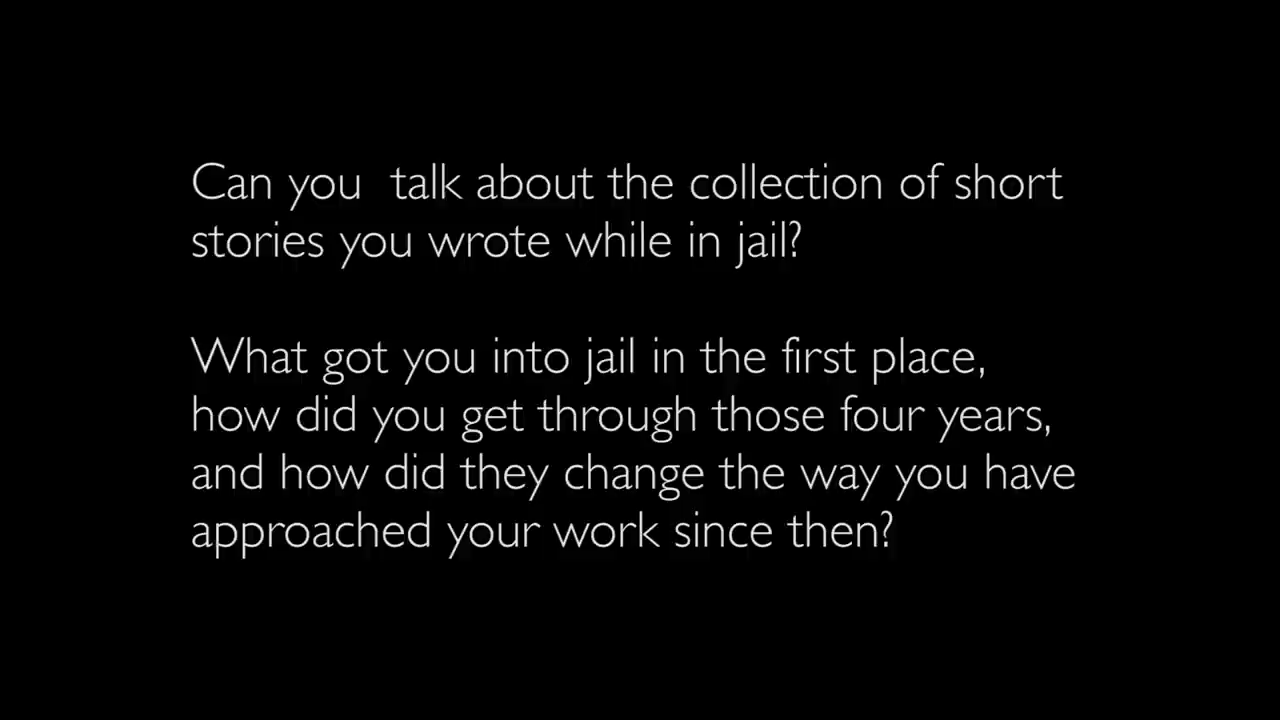 Can you  talk about the collection of short
stories you wrote while in jail?
What got you into jail in the first place,
how did you get through those four years,
and how did they change the way you have
approached your work since then?